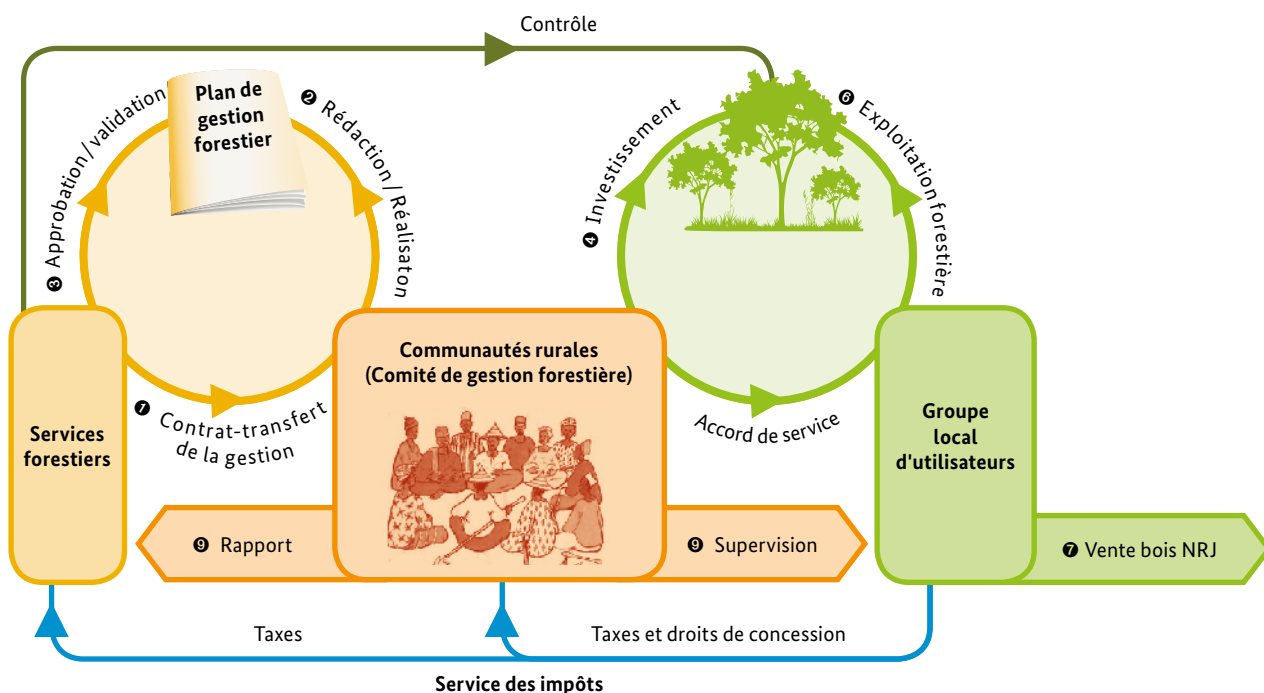 Contrôle
Plan de
gestion
forestier
❷ Rédaction / Réalisaton
❸ Approbation / validation
❶ Contrat-transfert
de la gestion
❹ Investissement
❻ Exploitation forestière
Accord de service
Services
forestiers
Communautés rurales
(Comité de gestion forestière)
Groupe
local
d'utilisateurs
❾ Rapport
❾ Supervision
❼ Vente bois NRJ
Taxes
Taxes et droits de concession
Service des impôts